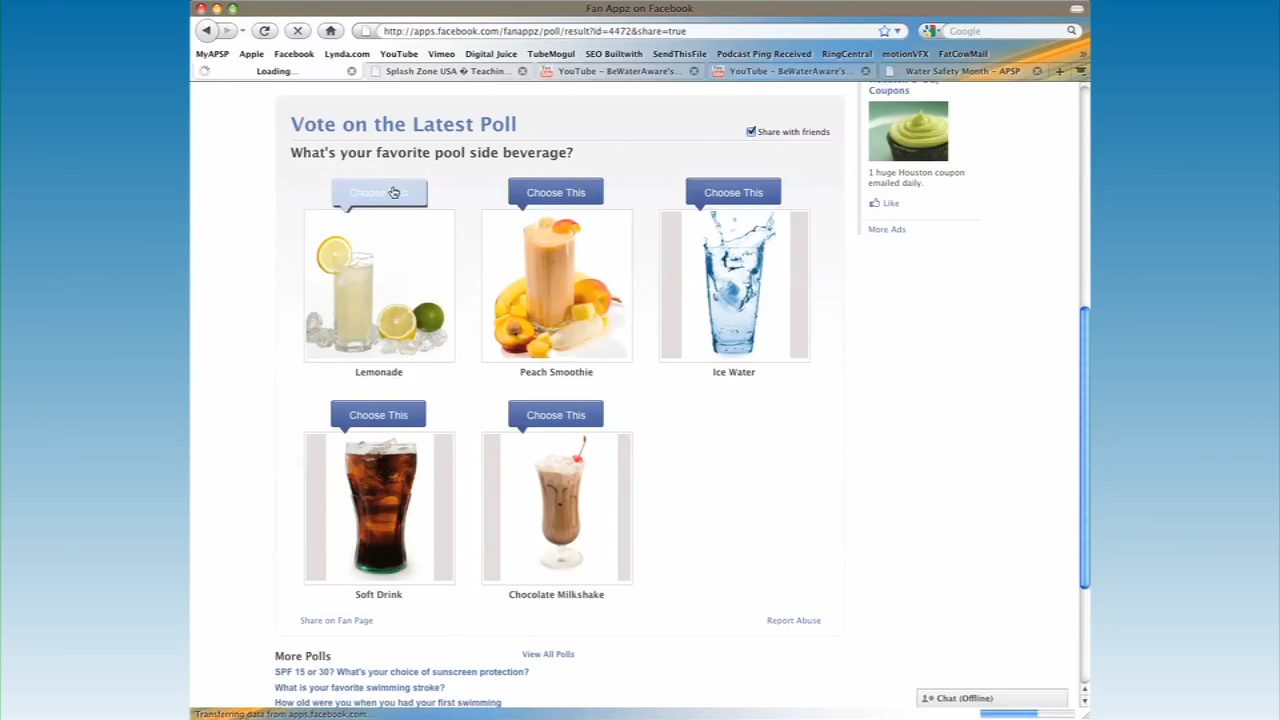 Fan Appz on Facebook
http://apps.facebook.com/fanappz/poll/result?id=4472&share=true
Google
MyAPSP Apple Facebook Lynda.com YouTube Vimeo Digital Juice TubeMogul SEO Builtwith SendThisFile Podcast Ping Received RingCentral motionVFX FatCowMail »
Loading... Splash Zone USA � Teachin... YouTube – BeWaterAware's... YouTube – BeWaterAware's... Water Safety Month – APSP
Coupons
Vote on the Latest Poll
Share with friends
What's your favorite pool side beverage?
1 huge Houston coupon
emailed daily.
Choose This Choose This
Like
More Ads
Lemonade Peach Smoothie Ice Water
Choose This Choose This
Soft Drink Chocolate Milkshake
Share on Fan Page Report Abuse
More Polls View All Polls
SPF 15 or 30? What's your choice of sunscreen protection?
What is your favorite swimming stroke?
How old were you when you had your first swimming
Chat (Offline)
Transferring data from apps.facebook.com...